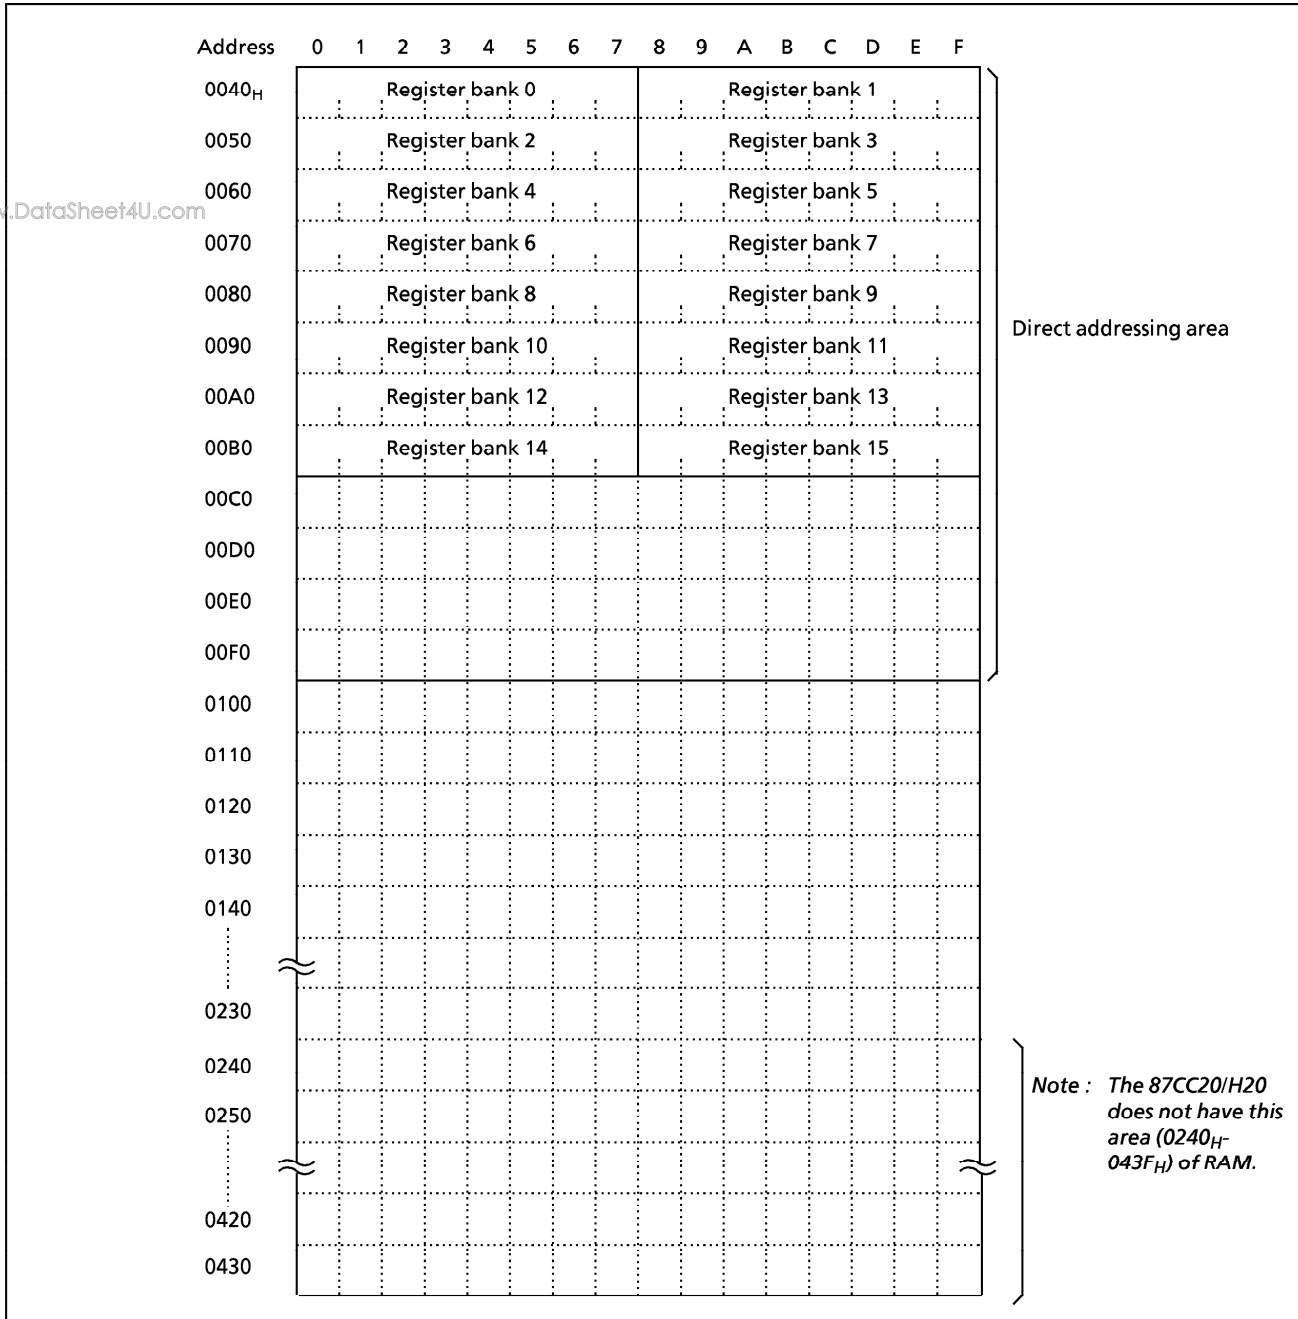 Address 0 1 2 3 4 5 6 7 8 9 A B C D E F
0040H Register bank 0 Register bank 1
0050 Register bank 2 Register bank 3
0060 Register bank 4 Register bank 5
.DataSheet4U.com
0070 Register bank 6 Register bank 7
0080 Register bank 8 Register bank 9
Direct addressing area
0090 Register bank 10 Register bank 11
00A0 Register bank 12 Register bank 13
00B0 Register bank 14 Register bank 15
00C0
00D0
00E0
00F0
0100
0110
0120
0130
0140
0230
0240
0250
Note : The 87CC20/H20
does not have this
area (0240H-
043FH) of RAM.
0420
0430